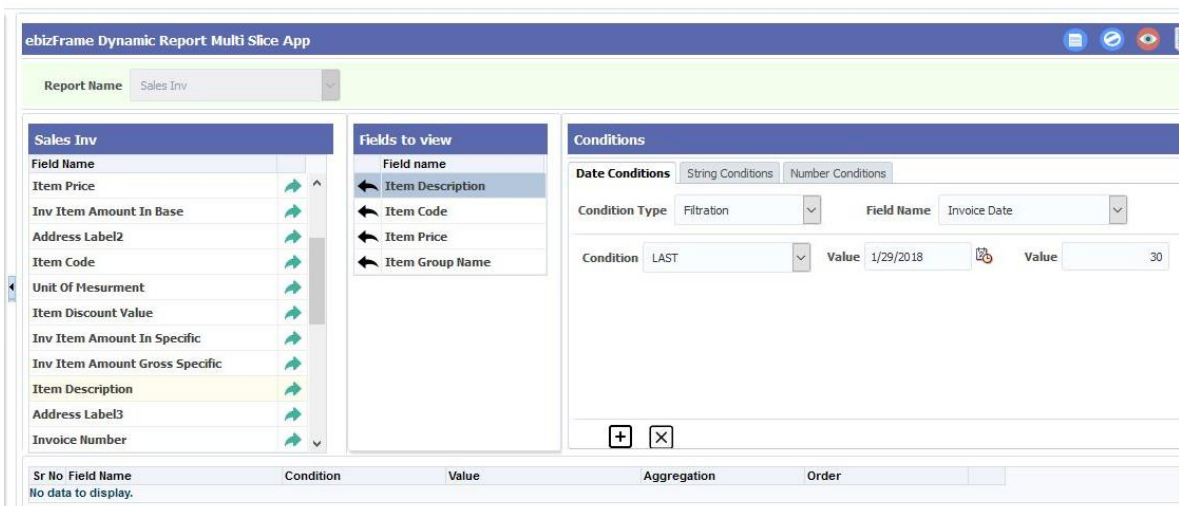 ebizFrame Dynamic Report Multi Slice App
Report Name Sales Inv
Sales Inv
Field Name
Item Price
Inv Item Amount In Base
Address Label2
Item Code
Unit Of Mesurment
Item Discount Value
Inv Item Amount In Specific
Inv Item Amount Gross Specific
Item Description
Address Label3
Invoice Number
Fields to view
Field name
Item Description
Item Code
Item Price
Item Group Name
Conditions
Date Conditions String Conditions Number Conditions
Condition Type Filtration Field Name Invoice Date
Condition LAST Value 1/29/2018 Value 30
Sr No Field Name Condition Value Aggregation Order
No data to display.